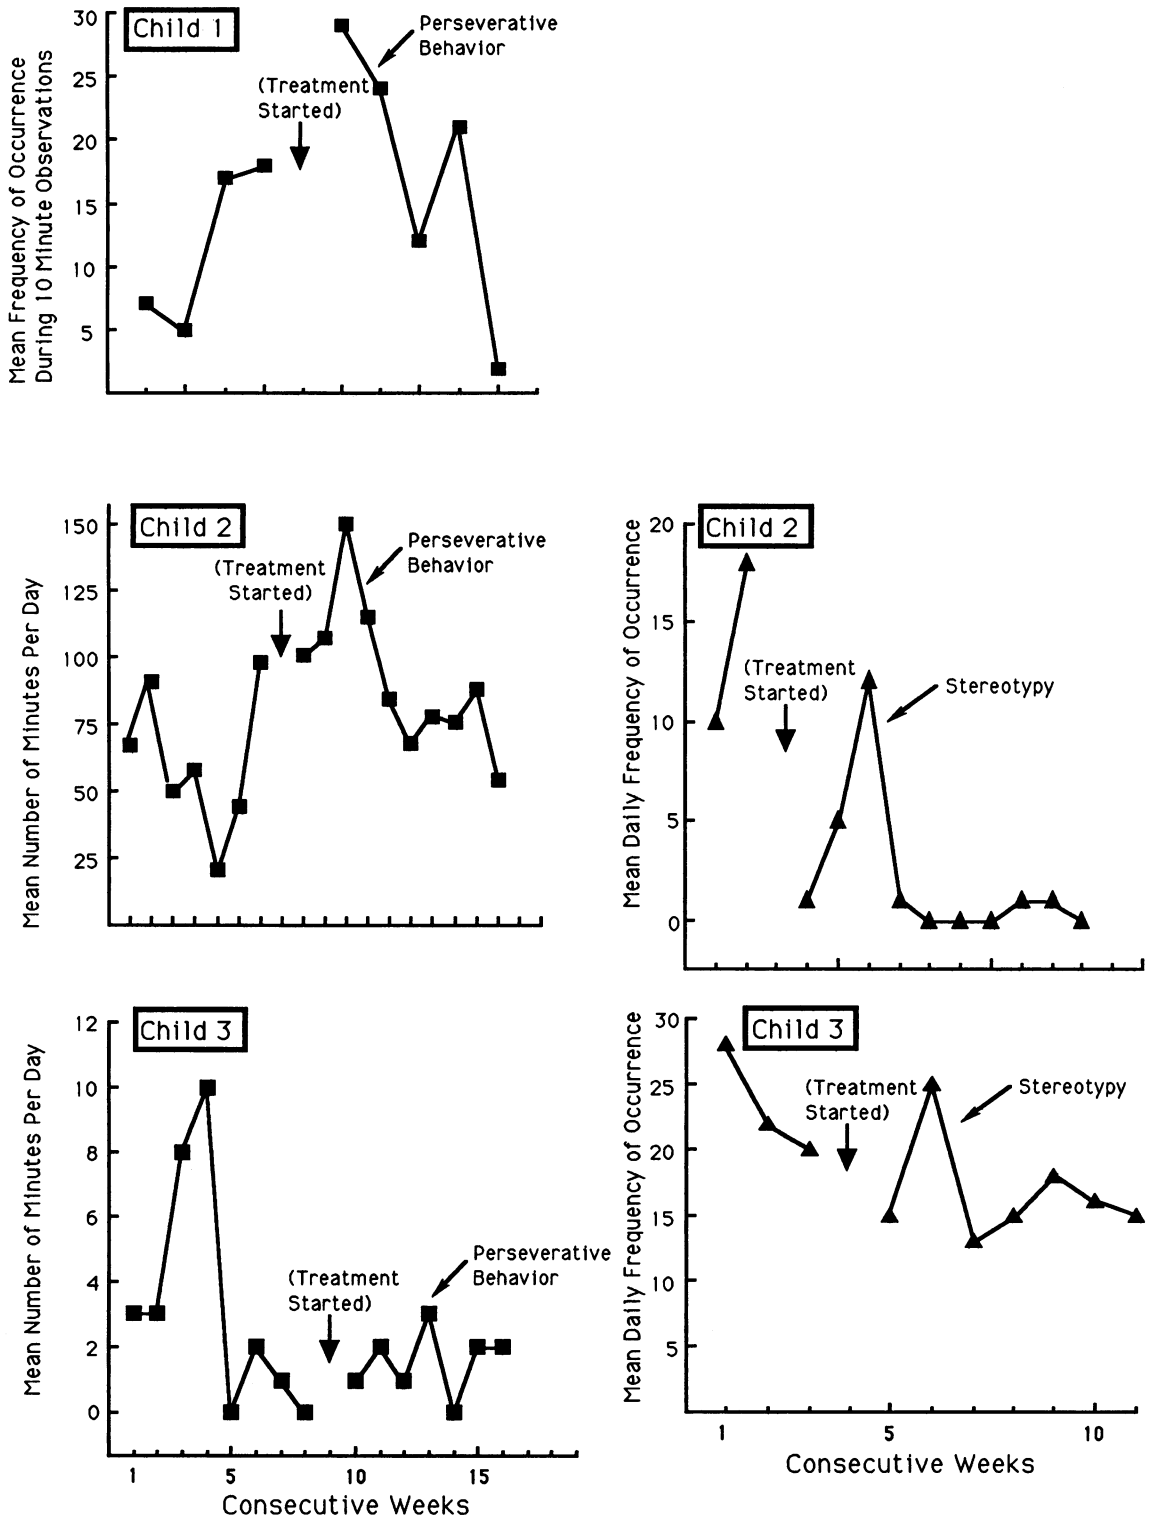 Child 1
Perseverative
Behavior
(Treatment
Started)
Mean Frequency of Occurrence
During 10 Minute Observations
30
25
20
15
10
5
Child 2
Perseverative
Behavior
(Treatment
Started)
Mean Number of Minutes Per Day
150
125
100
75
50
25
Child 2
(Treatment
Started)
Stereotypy
Mean Daily Frequency of Occurrence
20
15
10
5
0
Child 3
(Treatment
Started)
Perseverative
Behavior
Mean Number of Minutes Per Day
12
10
8
6
4
2
0
1 5 10 15
Consecutive Weeks
Child 3
(Treatment
Started)
Stereotypy
Mean Daily Frequency of Occurrence
30
25
20
15
10
5
1 5 10
Consecutive Weeks